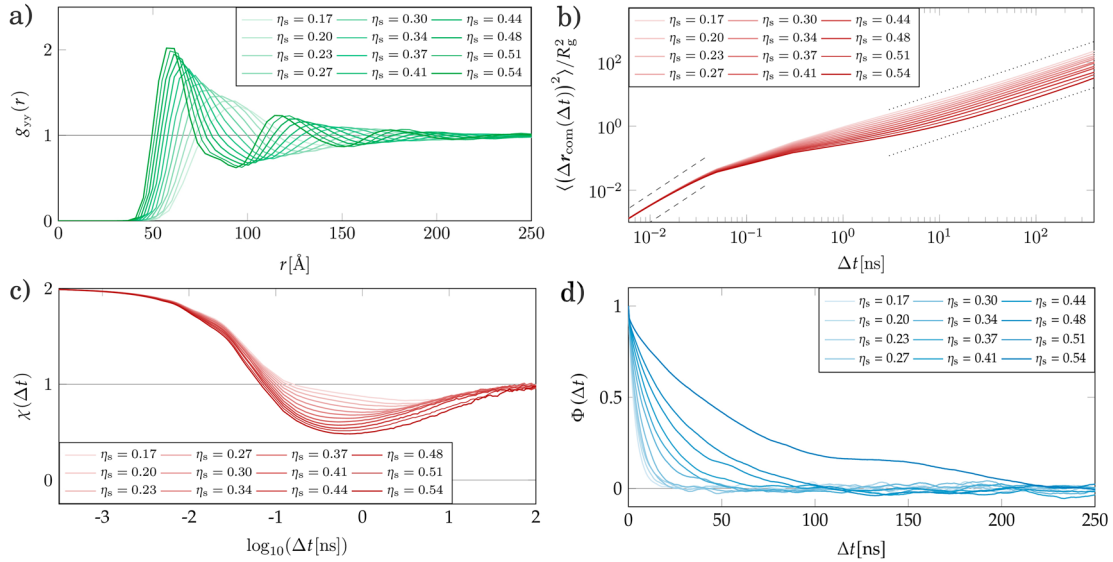 a)
η_s = 0.17 η_s = 0.30 η_s = 0.44
η_s = 0.20 η_s = 0.34 η_s = 0.48
η_s = 0.23 η_s = 0.37 η_s = 0.51
η_s = 0.27 η_s = 0.41 η_s = 0.54
g_yy(r)
2
1
0
0 50 100 150 200 250
r[Å]
b)
η_s = 0.17 η_s = 0.30 η_s = 0.44
η_s = 0.20 η_s = 0.34 η_s = 0.48
η_s = 0.23 η_s = 0.37 η_s = 0.51
η_s = 0.27 η_s = 0.41 η_s = 0.54
⟨(Δr_com(Δt))²⟩/R_g²
10²
10⁰
10⁻²
10⁻² 10⁻¹ 10⁰ 10¹ 10²
Δt[ns]
c)
χ(Δt)
2
1
0
η_s = 0.17 η_s = 0.27 η_s = 0.37 η_s = 0.48
η_s = 0.20 η_s = 0.30 η_s = 0.41 η_s = 0.51
η_s = 0.23 η_s = 0.34 η_s = 0.44 η_s = 0.54
-3 -2 -1 0 1 2
log₁₀(Δt[ns])
d)
η_s = 0.17 η_s = 0.30 η_s = 0.44
η_s = 0.20 η_s = 0.34 η_s = 0.48
η_s = 0.23 η_s = 0.37 η_s = 0.51
η_s = 0.27 η_s = 0.41 η_s = 0.54
Φ(Δt)
1
0.5
0
0 50 100 150 200 250
Δt[ns]